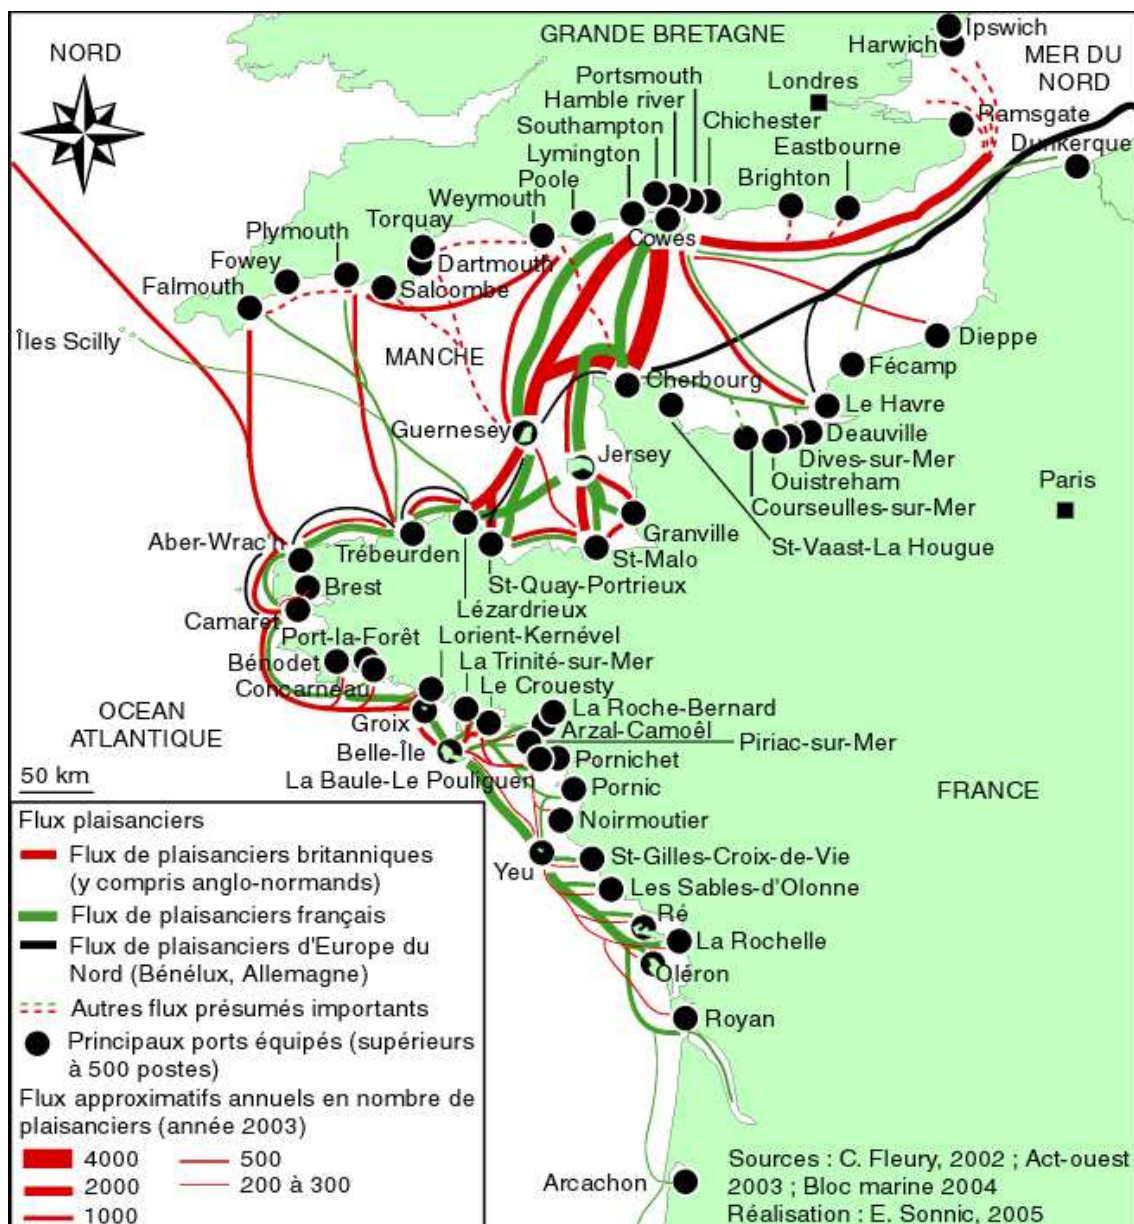 NORD
GRANDE BRETAGNE
Ipswich
Harwich
MER DU
NORD
Portsmouth
Londres
Hamble river
Southampton
Chichester
Ramsgate
Dunkerque
Lymington
Eastbourne
Poole
Brighton
Weymouth
Torquay
Plymouth
Cowes
Fowey
Dartmouth
Falmouth
Salcombe
Îles Scilly
MANCHE
Dieppe
Fécamp
Cherbourg
Le Havre
Guernesey
Deauville
Jersey
Dives-sur-Mer
Ouistreham
Paris
Courseulles-sur-Mer
Granville
Aber-Wrac'h
Trébeurden
St-Malo
St-Vaast-La Hougue
Brest
St-Quay-Portrieux
Lézardrieux
Camaret
Port-la-Forêt
Lorient-Kernével
Bénodet
La Trinité-sur-Mer
Concarneau
Le Crouesty
OCEAN
ATLANTIQUE
La Roche-Bernard
Groix
Arzal-Camoêl
Piriac-sur-Mer
Belle-Île
Pornichet
La Baule-Le Pouliguen
50 km
Pornic
FRANCE
Noirmoutier
Yeu
St-Gilles-Croix-de-Vie
Les Sables-d'Olonne
Ré
La Rochelle
Oléron
Royan
Arcachon
Flux plaisanciers
Flux de plaisanciers britanniques
(y compris anglo-normands)
Flux de plaisanciers français
Flux de plaisanciers d'Europe du
Nord (Bénélux, Allemagne)
Autres flux présumés importants
Principaux ports équipés (supérieurs
à 500 postes)
Flux approximatifs annuels en nombre de
plaisanciers (année 2003)
4000
500
2000
200 à 300
1000
Sources : C. Fleury, 2002 ; Act-ouest
2003 ; Bloc marine 2004
Réalisation : E. Sonnic, 2005